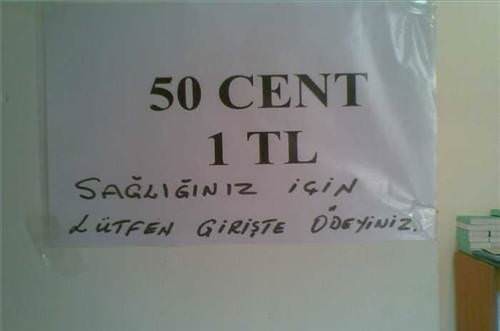 50 CENT
1 TL
SAĞLIĞINIZ İÇİN
LÜTFEN GİRİŞTE ÖDEYİNİZ.